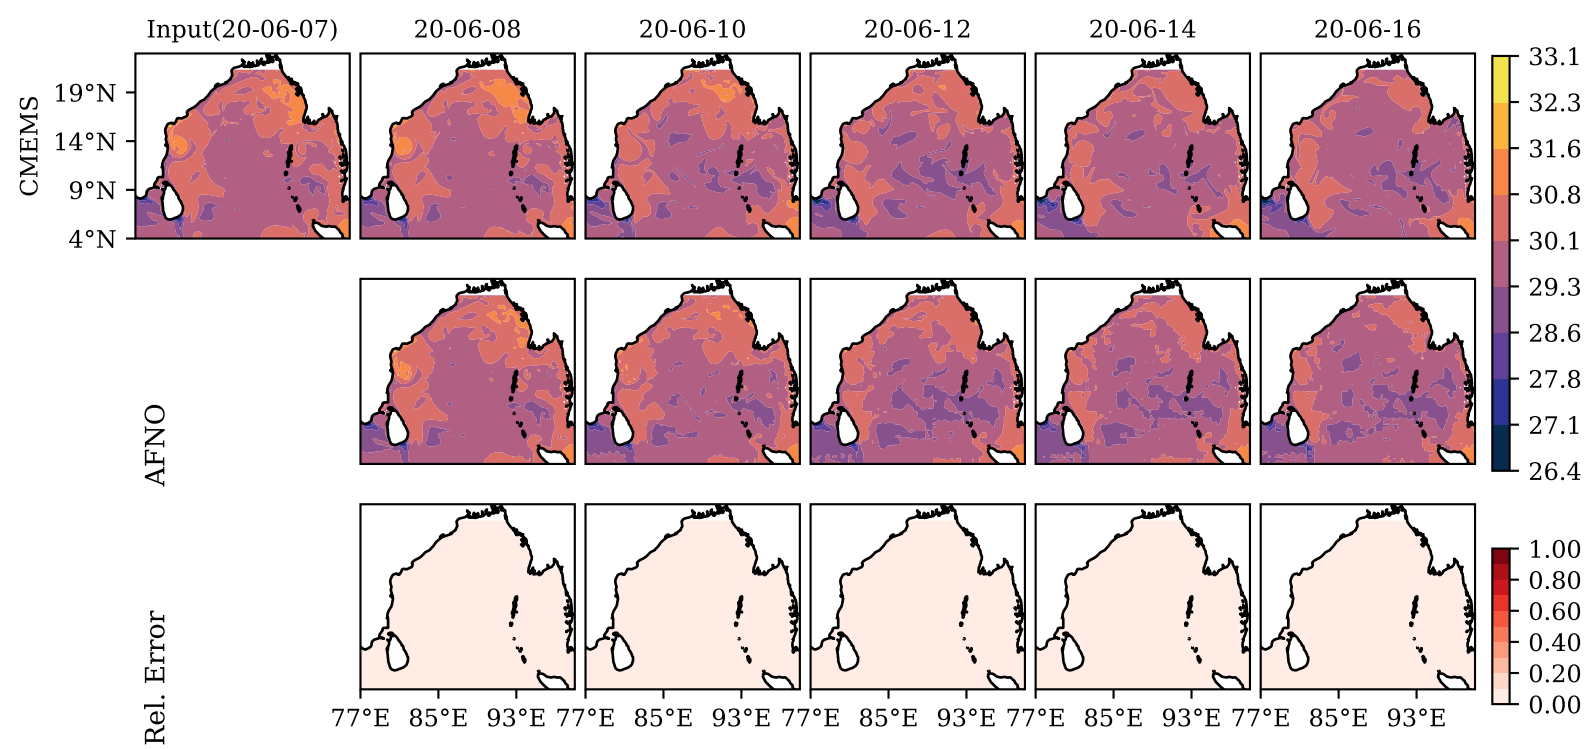 Input(20-06-07) 20-06-08 20-06-10 20-06-12 20-06-14 20-06-16
CMEMS
19°N
14°N
9°N
4°N
33.1
32.3
31.6
30.8
30.1
29.3
28.6
27.8
27.1
26.4
AFNO
Rel. Error
1.00
0.80
0.60
0.40
0.20
0.00
77°E 85°E 93°E 77°E 85°E 93°E 77°E 85°E 93°E 77°E 85°E 93°E 77°E 85°E 93°E